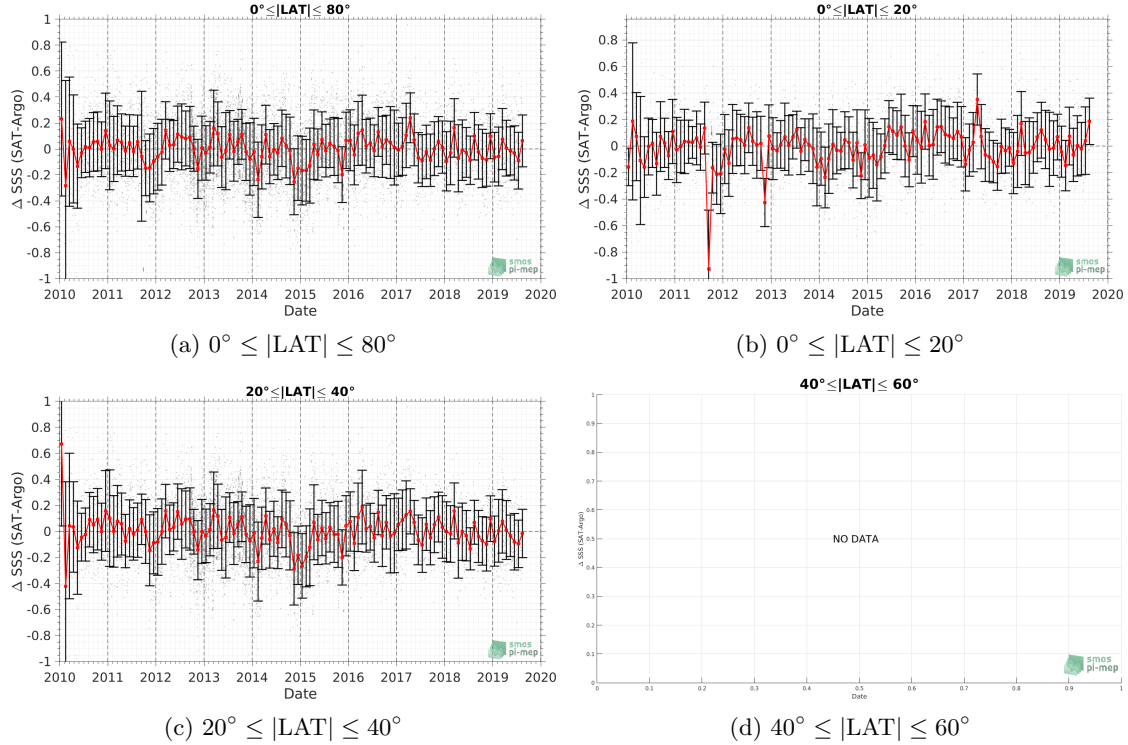 0°≤|LAT|≤ 80°
Δ SSS (SAT-Argo)
1
0.8
0.6
0.4
0.2
0
-0.2
-0.4
-0.6
-0.8
-1
2010 2011 2012 2013 2014 2015 2016 2017 2018 2019 2020
Date
smos
pi-mep
(a) 0° ≤ |LAT| ≤ 80°
0°≤|LAT|≤ 20°
Δ SSS (SAT-Argo)
0.8
0.6
0.4
0.2
0
-0.2
-0.4
-0.6
-0.8
2010 2011 2012 2013 2014 2015 2016 2017 2018 2019 2020
Date
smos
pi-mep
(b) 0° ≤ |LAT| ≤ 20°
20°≤|LAT|≤ 40°
Δ SSS (SAT-Argo)
1
0.8
0.6
0.4
0.2
0
-0.2
-0.4
-0.6
-0.8
-1
2010 2011 2012 2013 2014 2015 2016 2017 2018 2019 2020
Date
smos
pi-mep
(c) 20° ≤ |LAT| ≤ 40°
40°≤|LAT|≤ 60°
Δ SSS (SAT-Argo)
1
0.9
0.8
0.7
0.6
0.5
0.4
0.3
0.2
0.1
0
NO DATA
0 0.1 0.2 0.3 0.4 0.5 0.6 0.7 0.8 0.9 1
Date
smos
pi-mep
(d) 40° ≤ |LAT| ≤ 60°